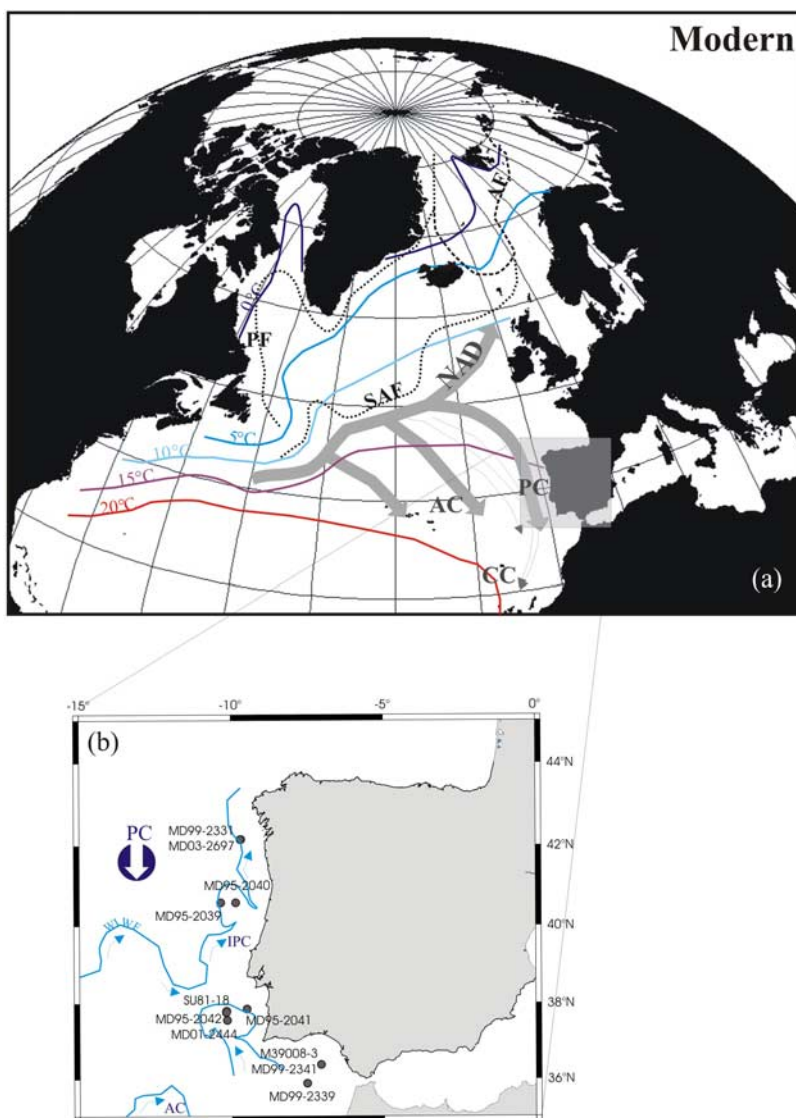 Modern
AF
0°C
PF
NAD
SAF
5°C
10°C
15°C
PC
20°C
AC
CC
(a)
-15° -10° -5° 0°
(b)
44°N
MD99-2331
PC
MD03-2697
42°N
MD95-2040
MD95-2039
40°N
IPC
38°N
SU81-18
MD95-2042 MD95-2041
MD01-2444
M39008-3
MD99-2341
36°N
MD99-2339
AC